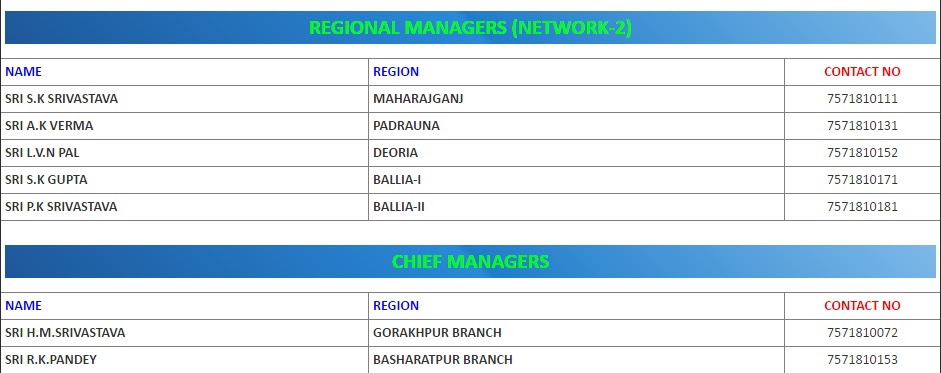 REGIONAL MANAGERS (NETWORK-2)
NAME REGION CONTACT NO
SRI S.K SRIVASTAVA MAHARAJGANJ 7571810111
SRI A.K VERMA PADRAUNA 7571810131
SRI L.V.N PAL DEORIA 7571810152
SRI S.K GUPTA BALLIA-I 7571810171
SRI P.K SRIVASTAVA BALLIA-II 7571810181
CHIEF MANAGERS
NAME REGION CONTACT NO
SRI H.M.SRIVASTAVA GORAKHPUR BRANCH 7571810072
SRI R.K.PANDEY BASHARATPUR BRANCH 7571810153